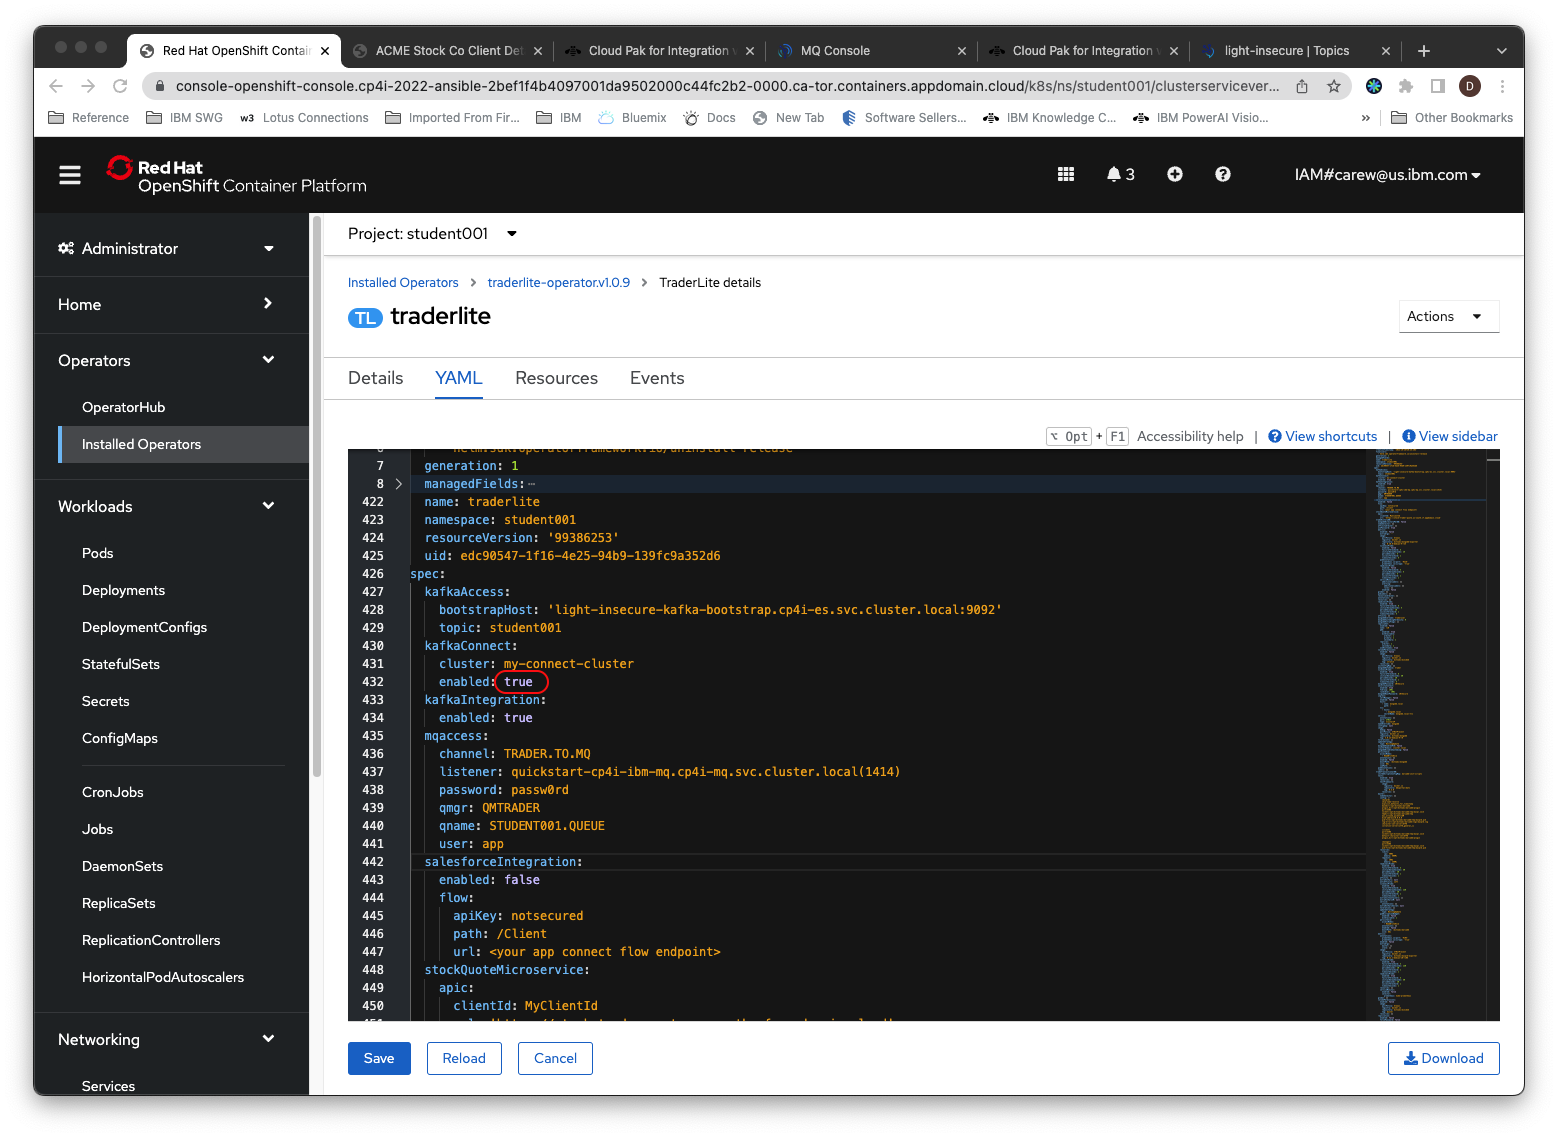 Red Hat OpenShift Contai
ACME Stock Co Client Det
Cloud Pak for Integration
MQ Console
Cloud Pak for Integration
light-insecure | Topics
console-openshift-console.cp4i-2022-ansible-2bef1f4b4097001da9502000c44fc2b2-0000.ca-tor.containers.appdomain.cloud/k8s/ns/student001/clusterservicever...
D
Reference
IBM SWG
w3 Lotus Connections
Imported From Fir...
IBM
Bluemix
Docs
New Tab
Software Sellers...
IBM Knowledge C...
IBM PowerAI Visio...
»
Other Bookmarks
Red Hat
OpenShift Container Platform
3
IAM#carew@us.ibm.com
Administrator
Home
Operators
OperatorHub
Installed Operators
Workloads
Pods
Deployments
DeploymentConfigs
StatefulSets
Secrets
ConfigMaps
CronJobs
Jobs
DaemonSets
ReplicaSets
ReplicationControllers
HorizontalPodAutoscalers
Networking
Services
Project: student001
Installed Operators > traderlite-operator.v1.0.9 > TraderLite details
TL traderlite
Actions
Details YAML Resources Events
⌥ Opt + F1 Accessibility help | View shortcuts | View sidebar
7 generation: 1
8 managedFields:
422 name: traderlite
423 namespace: student001
424 resourceVersion: '99386253'
425 uid: edc90547-1f16-4e25-94b9-139fc9a352d6
426 spec:
427 kafkaAccess:
428 bootstrapHost: 'light-insecure-kafka-bootstrap.cp4i-es.svc.cluster.local:9092'
429 topic: student001
430 kafkaConnect:
431 cluster: my-connect-cluster
432 enabled: true
433 kafkaIntegration:
434 enabled: true
435 mqaccess:
436 channel: TRADER.TO.MQ
437 listener: quickstart-cp4i-ibm-mq.cp4i-mq.svc.cluster.local(1414)
438 password: passw0rd
439 qmgr: QMTRADER
440 qname: STUDENT001.QUEUE
441 user: app
442 salesforceIntegration:
443 enabled: false
444 flow:
445 apiKey: notsecured
446 path: /Client
447 url: <your app connect flow endpoint>
448 stockQuoteMicroservice:
449 apic:
450 clientId: MyClientId
Save
Reload
Cancel
Download